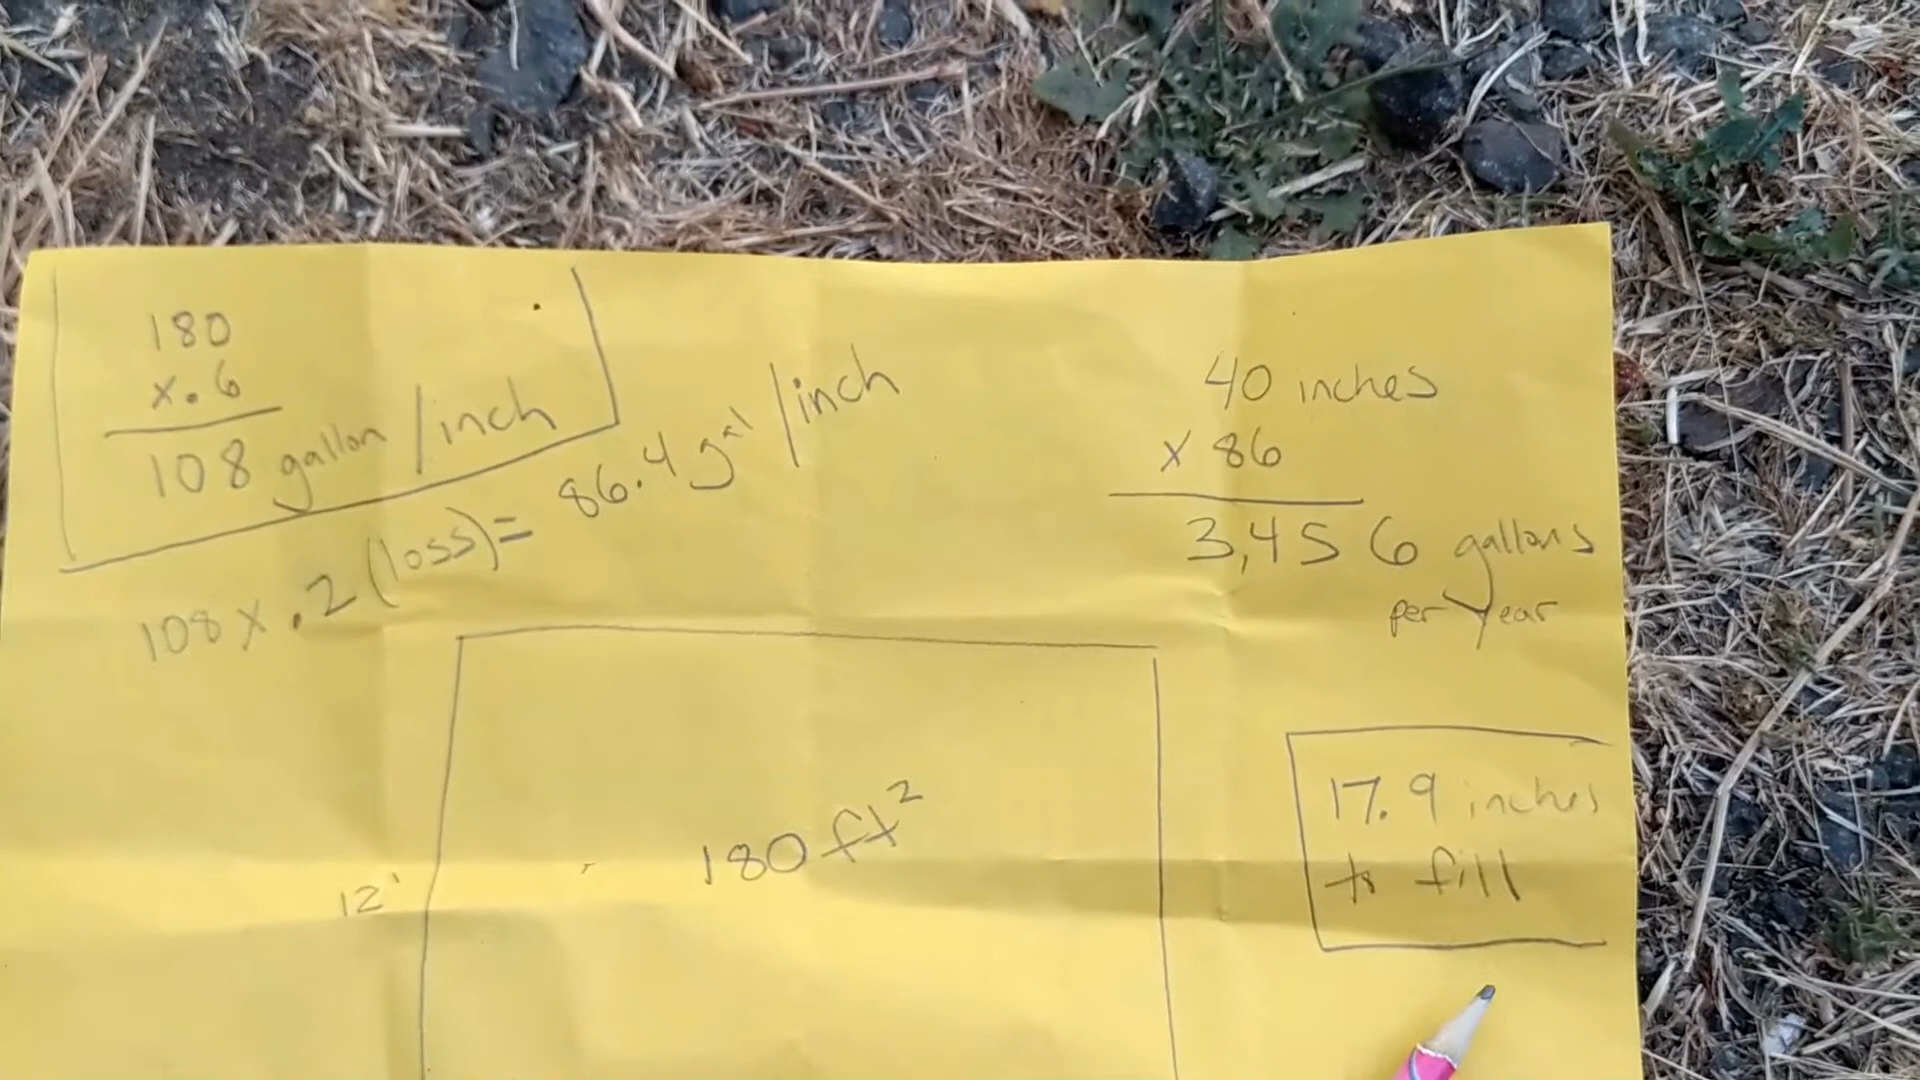 180
x.6
108 gallon/inch
108 x .2 (loss) = 86.4 gal/inch
40 inches
x 86
3,456 gallons
per year
180 ft²
12'
17.9 inches
to fill